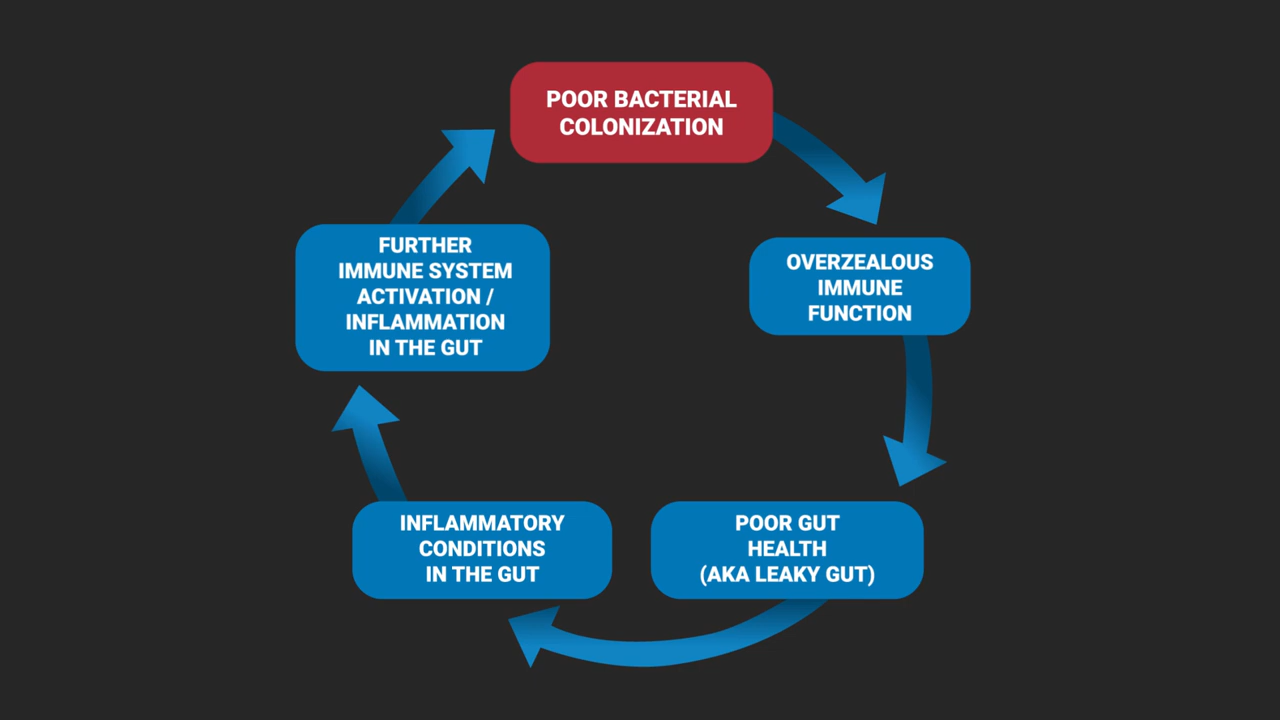 POOR BACTERIAL
COLONIZATION
OVERZEALOUS
IMMUNE
FUNCTION
POOR GUT
HEALTH
(AKA LEAKY GUT)
INFLAMMATORY
CONDITIONS
IN THE GUT
FURTHER
IMMUNE SYSTEM
ACTIVATION /
INFLAMMATION
IN THE GUT